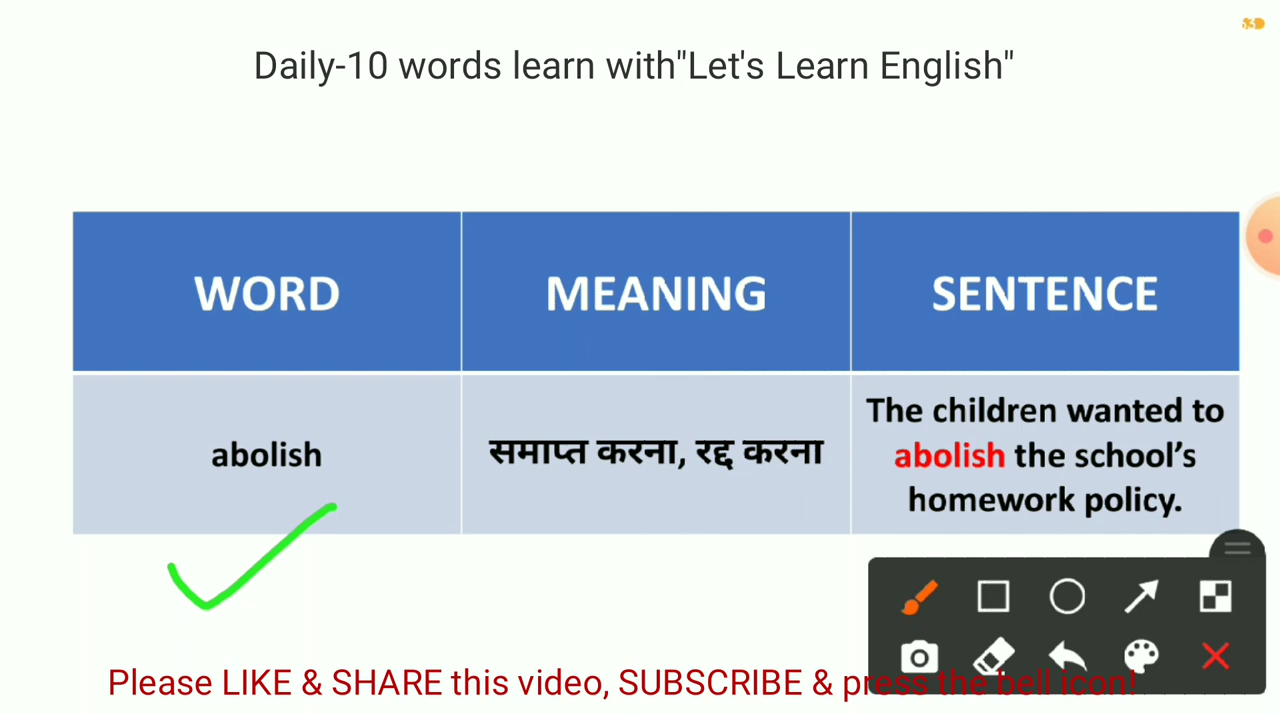 Daily-10 words learn with"Let's Learn English"
WORD
MEANING
SENTENCE
abolish
समाप्त करना, रद्द करना
The children wanted to
abolish the school’s
homework policy.
Please LIKE & SHARE this video, SUBSCRIBE & press the bell icon!